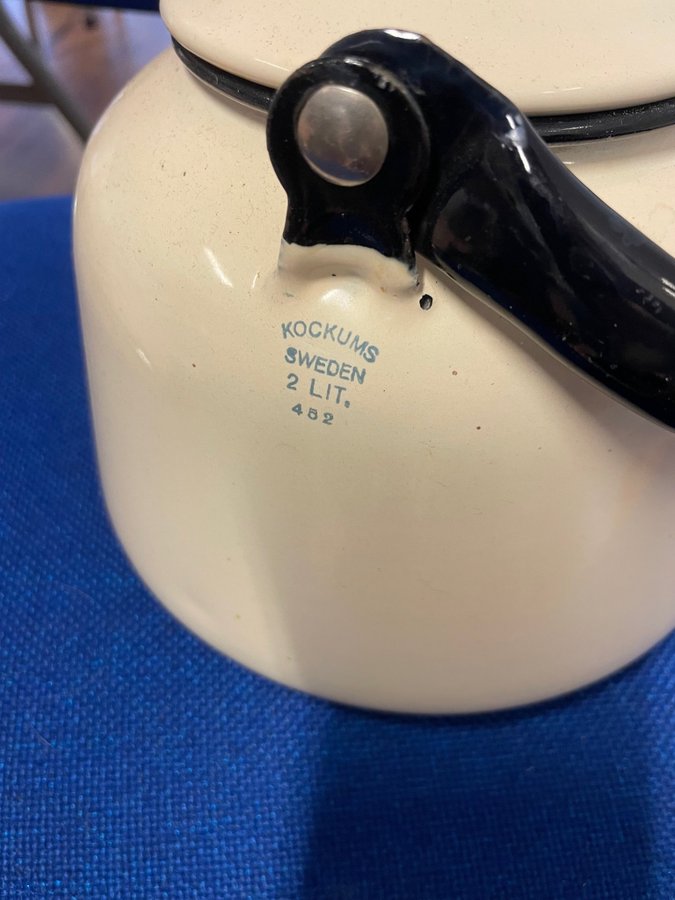 KOCKUMS
SWEDEN
2 LIT.
452